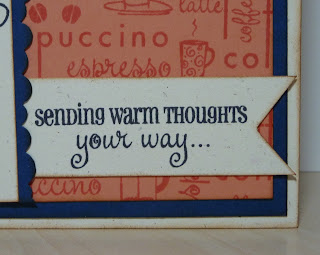 latte
coffee
puccino
espresso
co
sending warm THOUGHTS
your way...
ccino